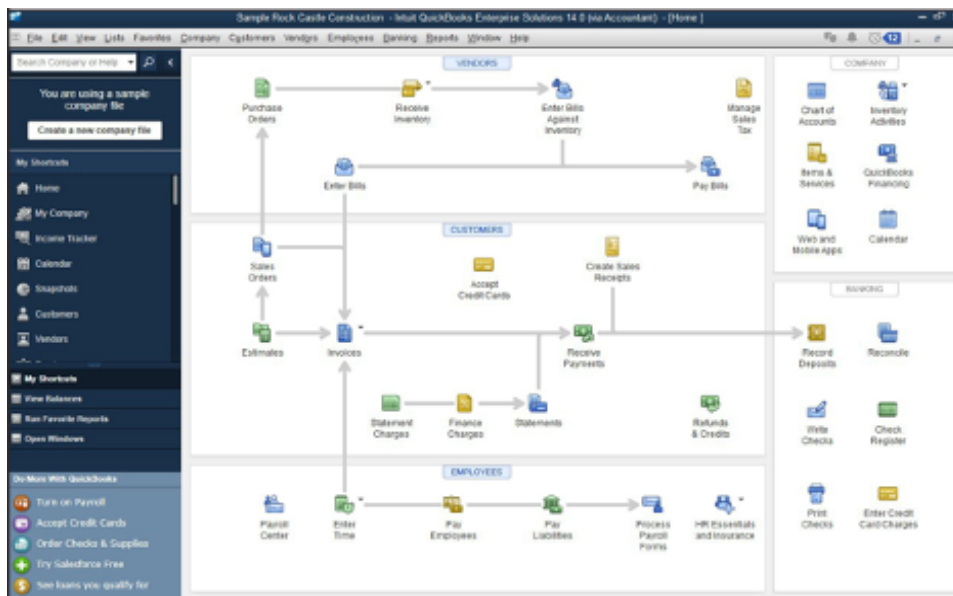 Sample Rock Castle Construction - Intuit QuickBooks Enterprise Solutions 14.0 (via Accountant) - [Home ]
File Edit View Lists Favorites Company Customers Vendors Employees Banking Reports Window Help
12
Search Company or Help
You are using a sample
company file
Create a new company file
My Shortcuts
Home
My Company
Income Tracker
Calendar
Snapshots
Customers
Vendors
My Shortcuts
View Balances
Run Favorite Reports
Open Windows
Do More With QuickBooks
Turn on Payroll
Accept Credit Cards
Order Checks & Supplies
Try Salesforce Free
See loans you qualify for
VENDORS
Purchase
Orders
Receive
Inventory
Enter Bills
Against
Inventory
Manage
Sales
Tax
Enter Bills
Pay Bills
CUSTOMERS
Sales
Orders
Accept
Credit Cards
Create Sales
Receipts
Estimates
Invoices
Receive
Payments
Statement
Charges
Finance
Charges
Statements
Refunds
& Credits
EMPLOYEES
Payroll
Center
Enter
Time
Pay
Employees
Pay
Liabilities
Process
Payroll
Forms
HR Essentials
and Insurance
COMPANY
Chart of
Accounts
Inventory
Activities
Items &
Services
QuickBooks
Financing
Web and
Mobile Apps
Calendar
BANKING
Record
Deposits
Reconcile
Write
Checks
Check
Register
Print
Checks
Enter Credit
Card Charges